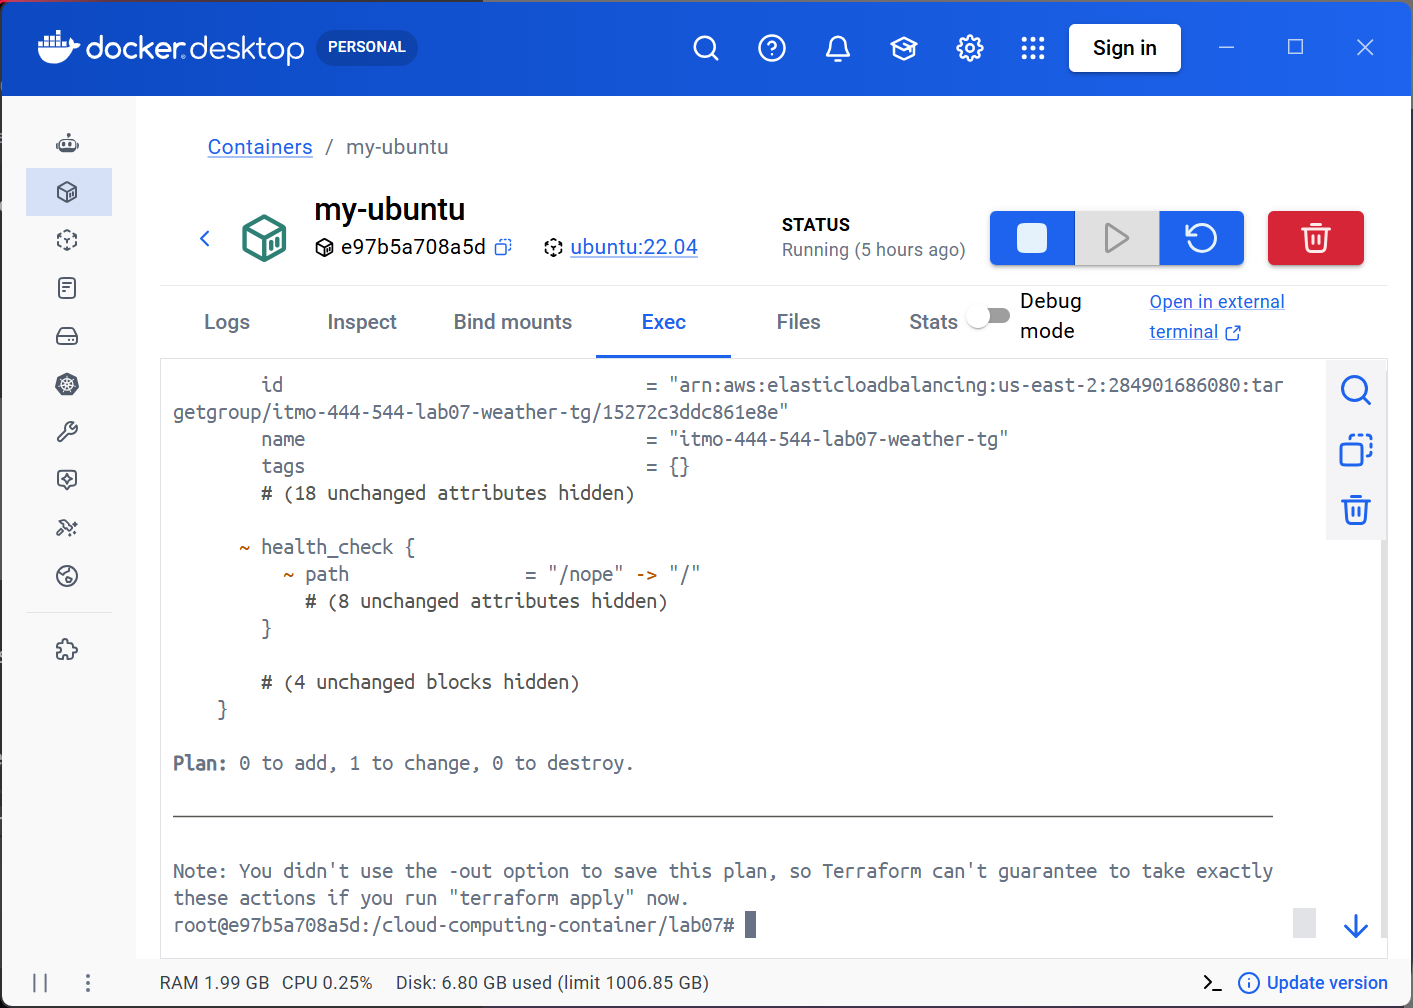 docker desktop PERSONAL Sign in
Containers / my-ubuntu
my-ubuntu
e97b5a708a5d ubuntu:22.04
STATUS
Running (5 hours ago)
Logs Inspect Bind mounts Exec Files Stats
Debug mode
Open in external terminal
id = "arn:aws:elasticloadbalancing:us-east-2:284901686080:tar
getgroup/itmo-444-544-lab07-weather-tg/15272c3ddc861e8e"
name = "itmo-444-544-lab07-weather-tg"
tags = {}
# (18 unchanged attributes hidden)
~ health_check {
~ path = "/nope" -> "/"
# (8 unchanged attributes hidden)
}
# (4 unchanged blocks hidden)
}
Plan: 0 to add, 1 to change, 0 to destroy.
Note: You didn't use the -out option to save this plan, so Terraform can't guarantee to take exactly
these actions if you run "terraform apply" now.
root@e97b5a708a5d:/cloud-computing-container/lab07#
RAM 1.99 GB CPU 0.25% Disk: 6.80 GB used (limit 1006.85 GB) Update version